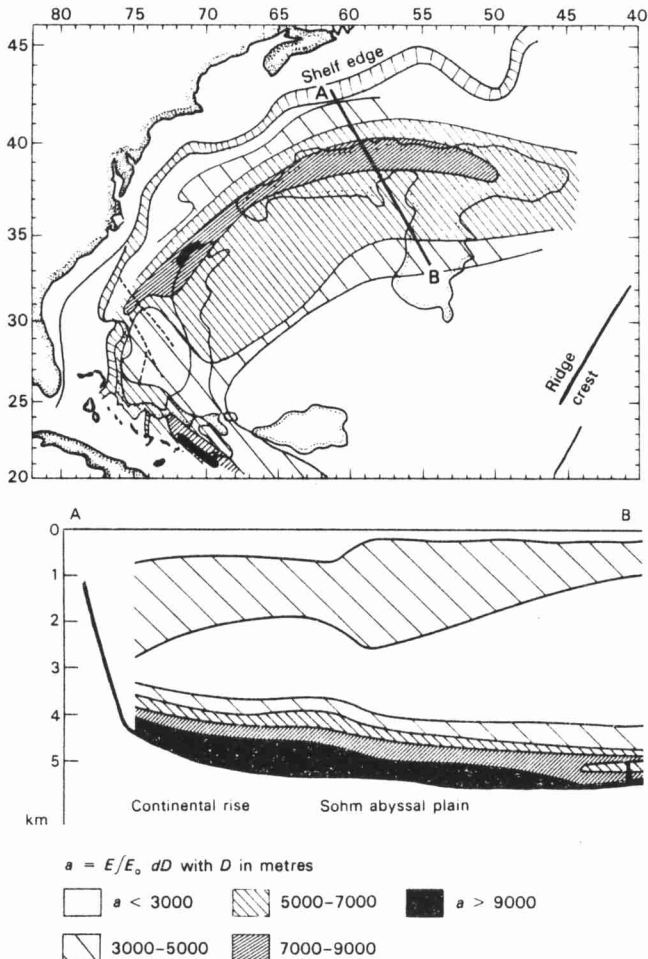 80 75 70 65 60 55 50 45 40
45
40
35
30
25
20
Shelf edge
A
B
Ridge
crest
A B
0
1
2
3
4
5
km
Continental rise Sohm abyssal plain
a = E/E₀ dD with D in metres
a < 3000 5000–7000 a > 9000
3000–5000 7000–9000